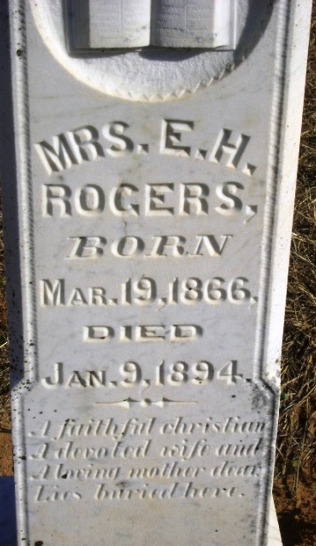 MRS. E. H.
ROGERS,
BORN
MAR. 19, 1866.
DIED
JAN. 9, 1894.
A faithful christian
A devoted wife and
A loving mother dear,
Lies buried here.